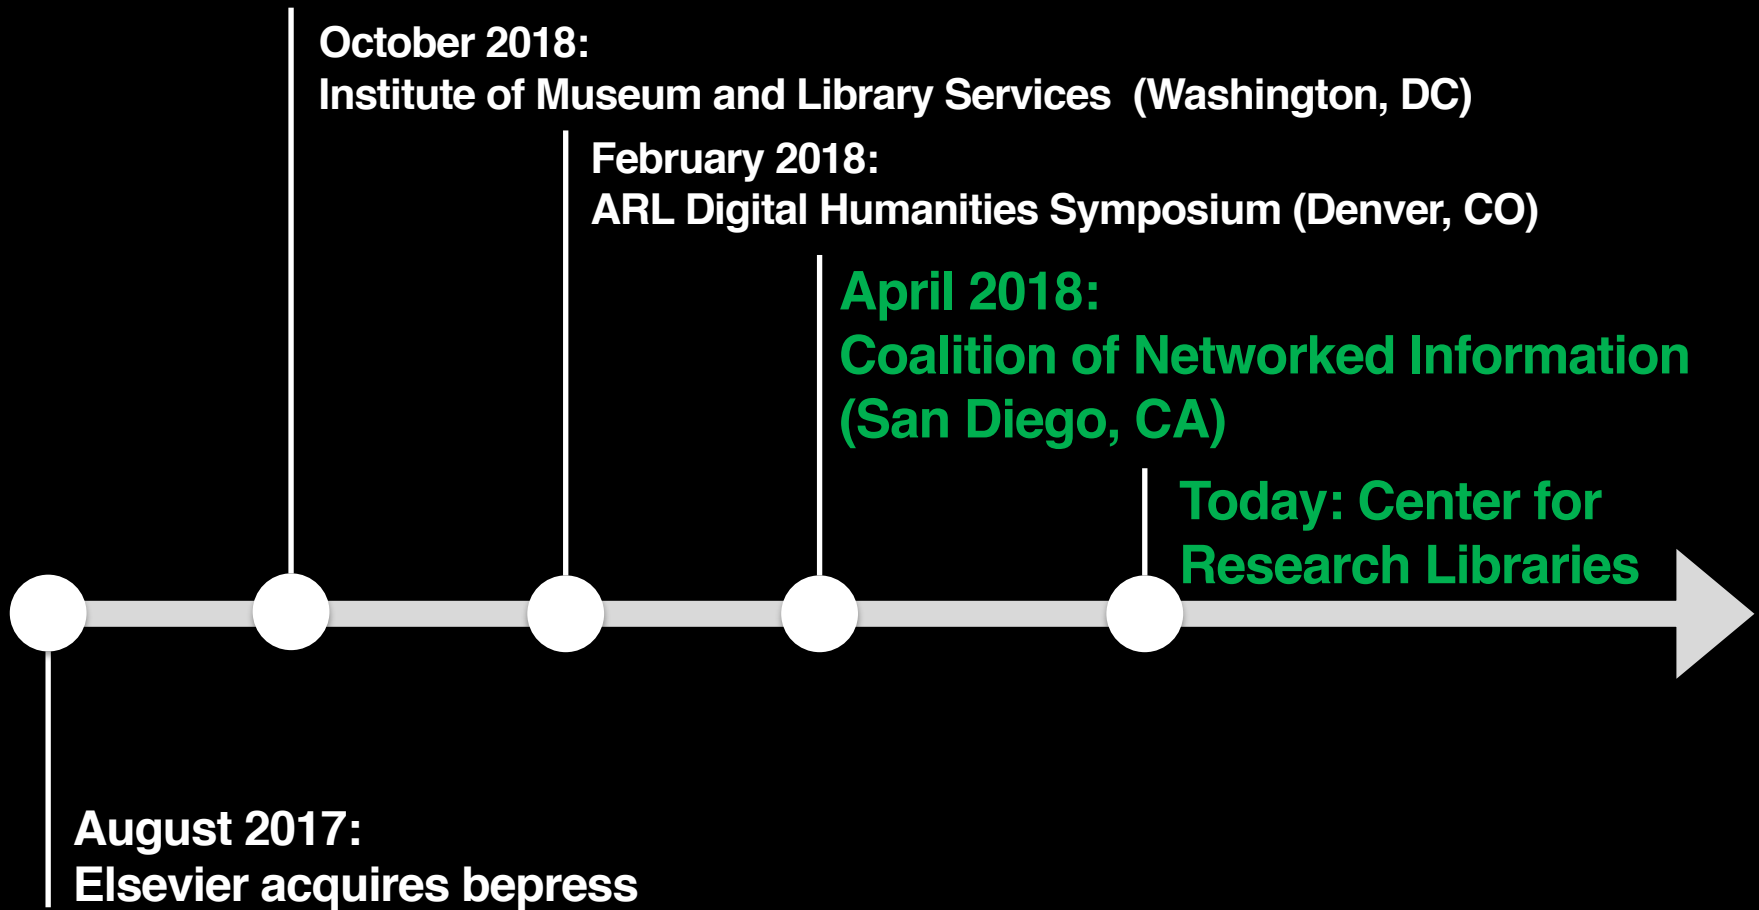 October 2018:
Institute of Museum and Library Services (Washington, DC)
February 2018:
ARL Digital Humanities Symposium (Denver, CO)
April 2018:
Coalition of Networked Information
(San Diego, CA)
Today: Center for
Research Libraries
August 2017:
Elsevier acquires bepress